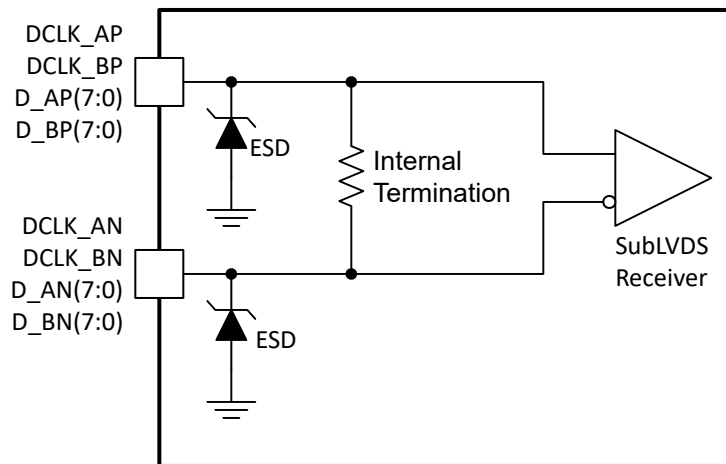 DCLK_AP
DCLK_BP
D_AP(7:0)
D_BP(7:0)
ESD
Internal
Termination
DCLK_AN
DCLK_BN
D_AN(7:0)
D_BN(7:0)
ESD
SubLVDS
Receiver